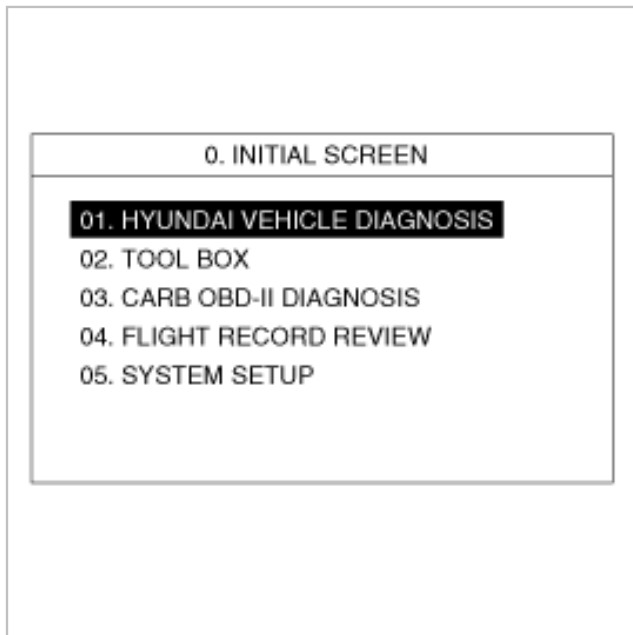 0. INITIAL SCREEN
01. HYUNDAI VEHICLE DIAGNOSIS
02. TOOL BOX
03. CARB OBD-II DIAGNOSIS
04. FLIGHT RECORD REVIEW
05. SYSTEM SETUP